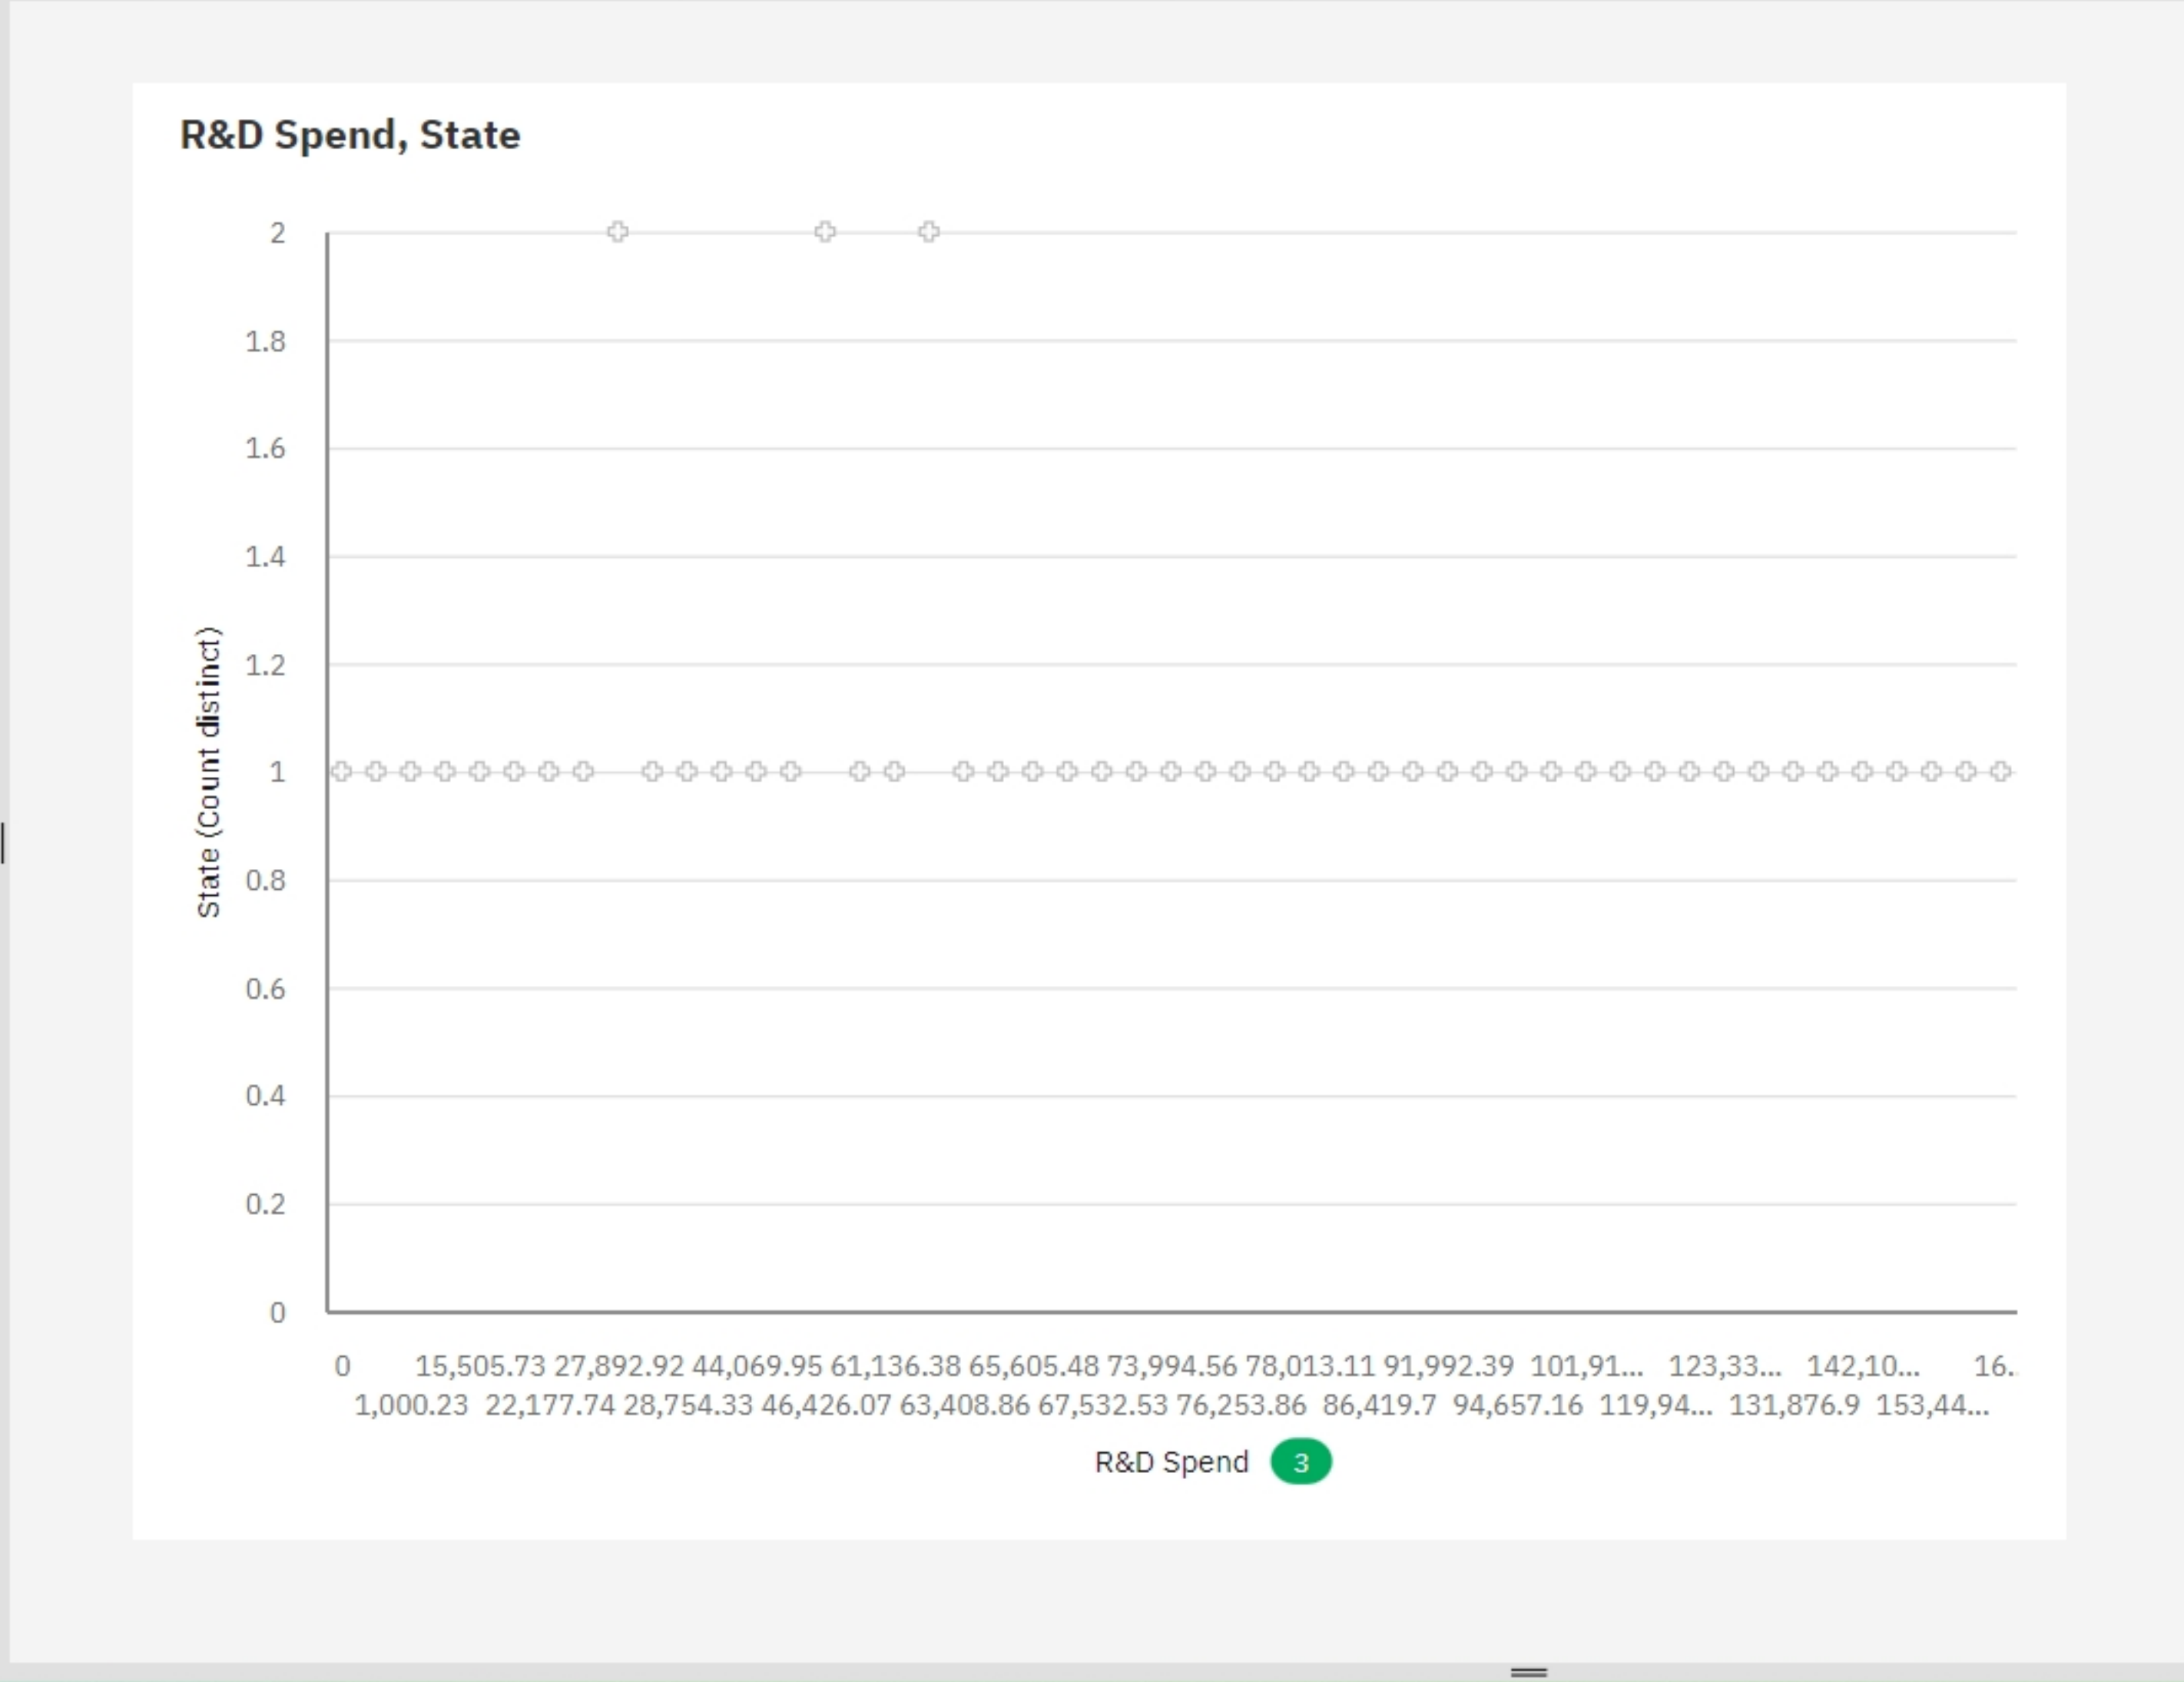 R&D Spend, State
2
1.8
1.6
1.4
1.2
1
0.8
0.6
0.4
0.2
0
State (Count distinct)
0 15,505.73 27,892.92 44,069.95 61,136.38 65,605.48 73,994.56 78,013.11 91,992.39 101,91... 123,33... 142,10... 16..
1,000.23 22,177.74 28,754.33 46,426.07 63,408.86 67,532.53 76,253.86 86,419.7 94,657.16 119,94... 131,876.9 153,44...
R&D Spend 3